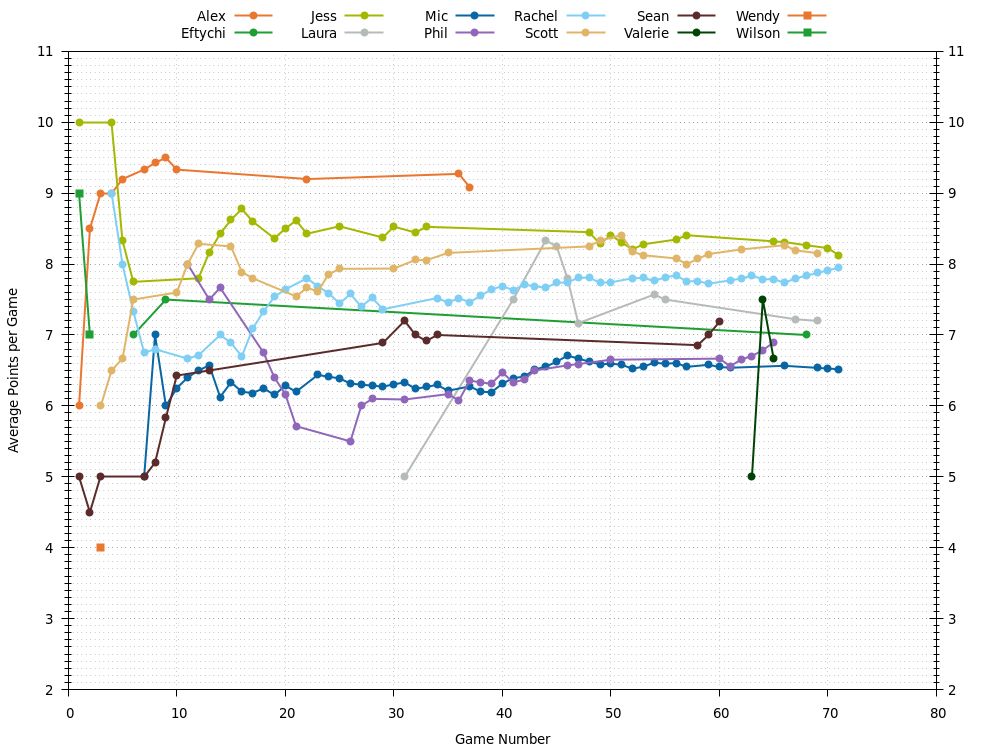 Alex Jess Mic Rachel Sean Wendy
Eftychi Laura Phil Scott Valerie Wilson
11 11
10 10
9 9
8 8
7 7
6 6
5 5
4 4
3 3
2 2
Average Points per Game
0 10 20 30 40 50 60 70 80
Game Number